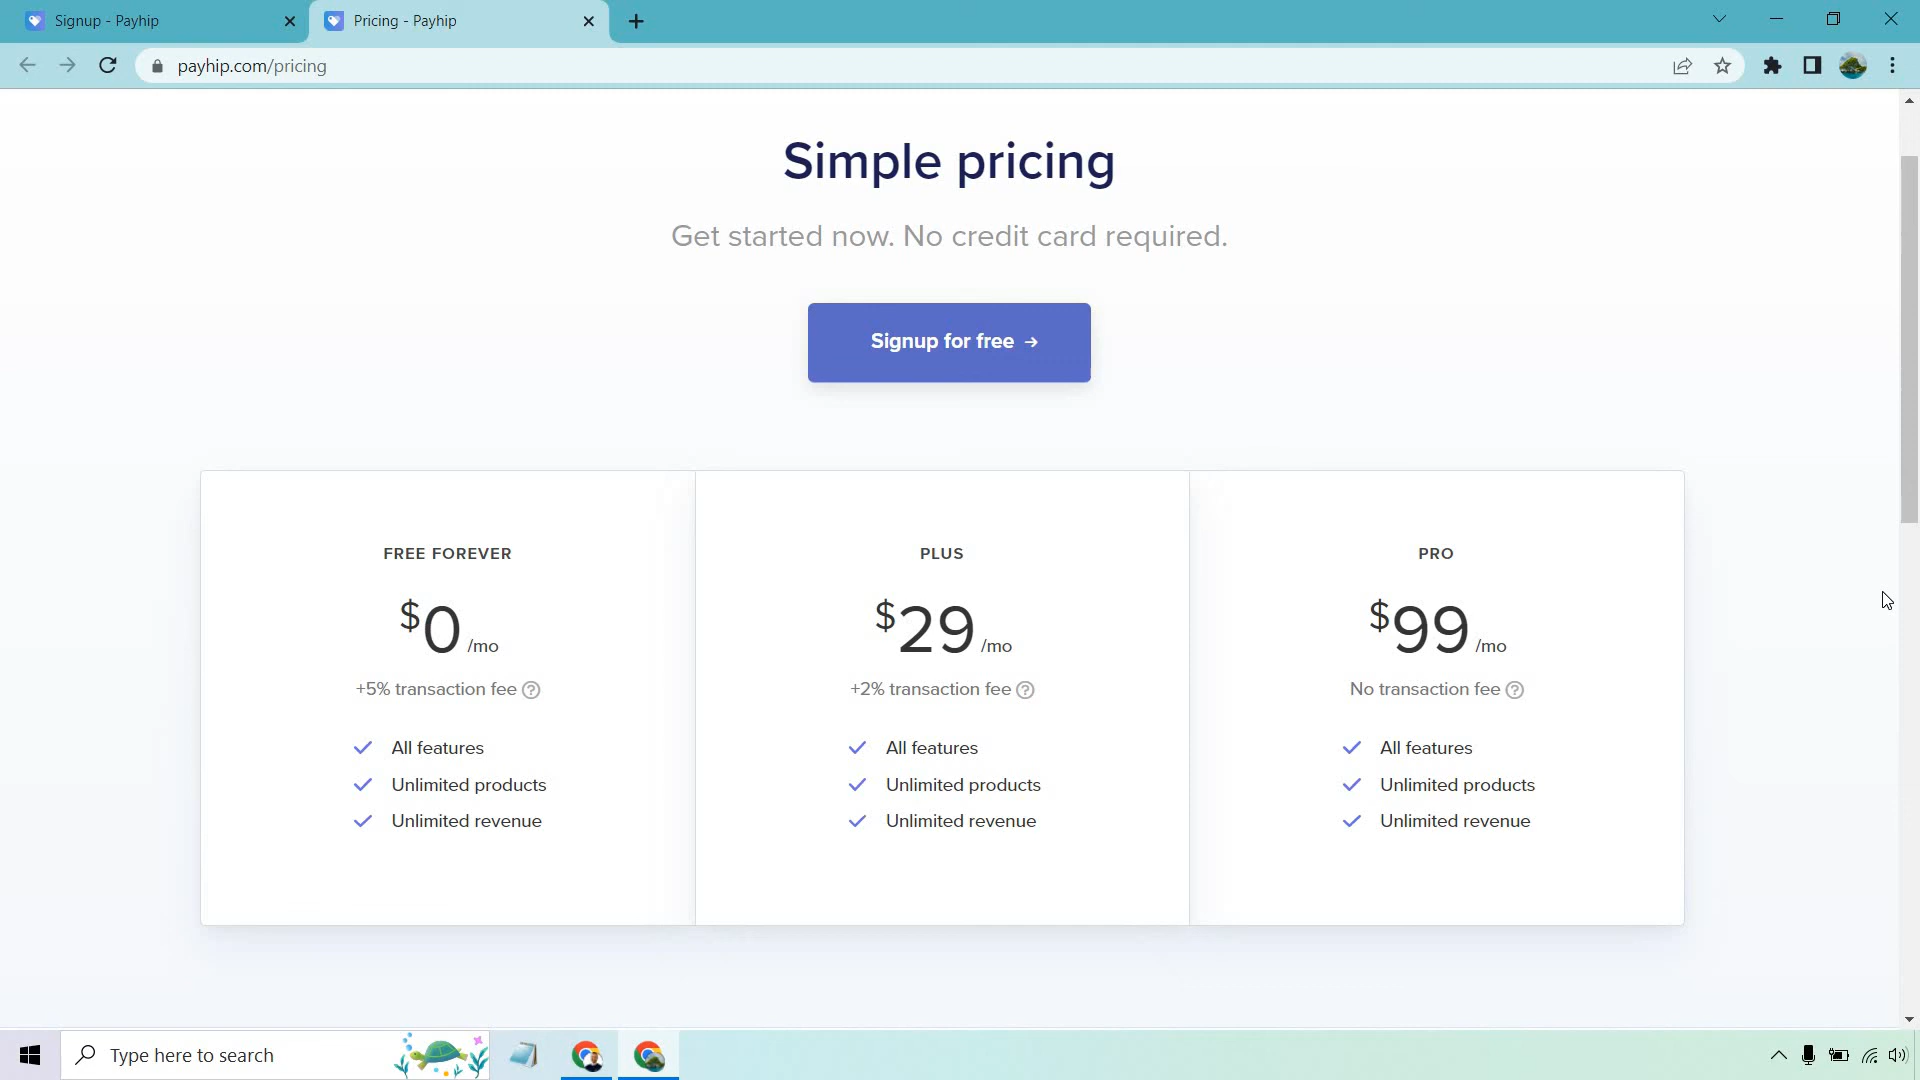 Signup - Payhip
Pricing - Payhip
payhip.com/pricing
Simple pricing
Get started now. No credit card required.
Signup for free →
FREE FOREVER
$0 /mo
+5% transaction fee ?
All features
Unlimited products
Unlimited revenue
PLUS
$29 /mo
+2% transaction fee ?
All features
Unlimited products
Unlimited revenue
PRO
$99 /mo
No transaction fee ?
All features
Unlimited products
Unlimited revenue
Type here to search